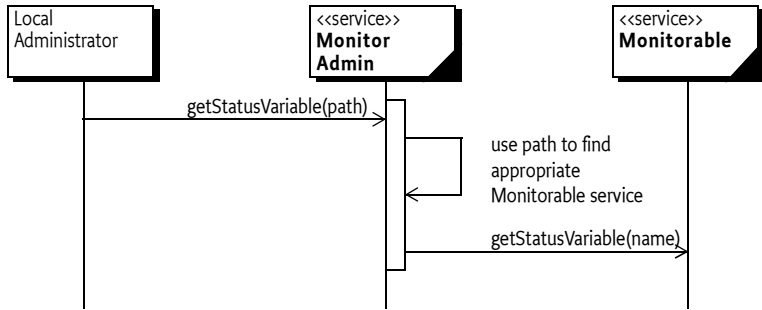 Local
Administrator
<<service>>
Monitor
Admin
<<service>>
Monitorable
getStatusVariable(path)
use path to find
appropriate
Monitorable service
getStatusVariable(name)